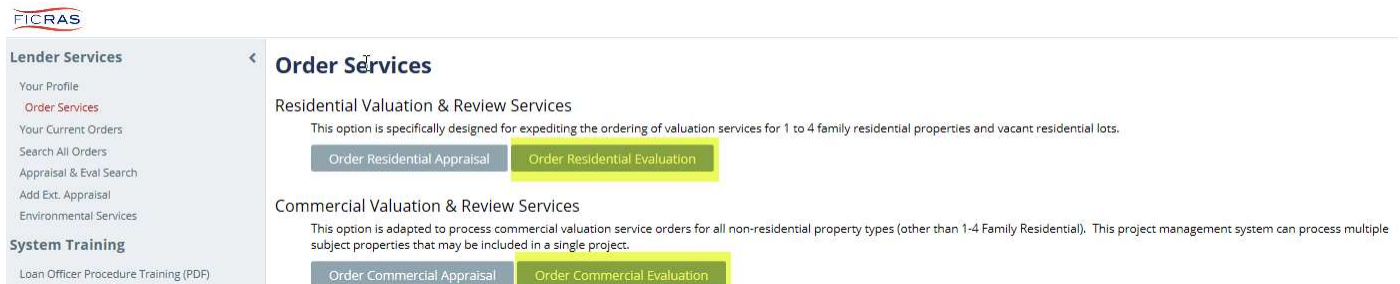 FICRAS
Lender Services
Your Profile
Order Services
Your Current Orders
Search All Orders
Appraisal & Eval Search
Add Ext. Appraisal
Environmental Services
System Training
Loan Officer Procedure Training (PDF)
Order Services
Residential Valuation & Review Services
This option is specifically designed for expediting the ordering of valuation services for 1 to 4 family residential properties and vacant residential lots.
Order Residential Appraisal Order Residential Evaluation
Commercial Valuation & Review Services
This option is adapted to process commercial valuation service orders for all non-residential property types (other than 1-4 Family Residential). This project management system can process multiple
subject properties that may be included in a single project.
Order Commercial Appraisal Order Commercial Evaluation